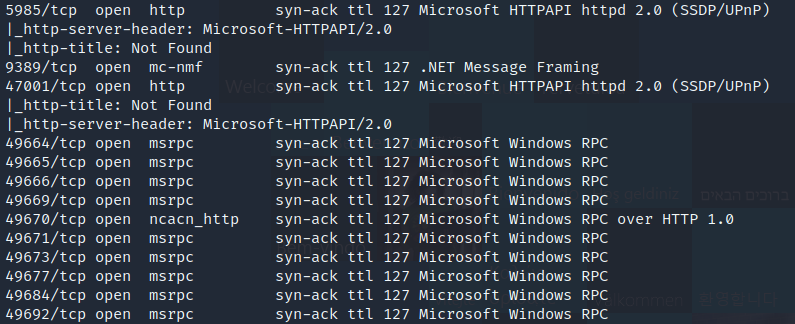 5985/tcp  open  http       syn-ack ttl 127 Microsoft HTTPAPI httpd 2.0 (SSDP/UPnP)
|_http-server-header: Microsoft-HTTPAPI/2.0
|_http-title: Not Found
9389/tcp  open  mc-nmf     syn-ack ttl 127 .NET Message Framing
47001/tcp open  http       syn-ack ttl 127 Microsoft HTTPAPI httpd 2.0 (SSDP/UPnP)
|_http-title: Not Found
|_http-server-header: Microsoft-HTTPAPI/2.0
49664/tcp open  msrpc      syn-ack ttl 127 Microsoft Windows RPC
49665/tcp open  msrpc      syn-ack ttl 127 Microsoft Windows RPC
49666/tcp open  msrpc      syn-ack ttl 127 Microsoft Windows RPC
49669/tcp open  msrpc      syn-ack ttl 127 Microsoft Windows RPC
49670/tcp open  ncacn_http syn-ack ttl 127 Microsoft Windows RPC over HTTP 1.0
49671/tcp open  msrpc      syn-ack ttl 127 Microsoft Windows RPC
49673/tcp open  msrpc      syn-ack ttl 127 Microsoft Windows RPC
49677/tcp open  msrpc      syn-ack ttl 127 Microsoft Windows RPC
49684/tcp open  msrpc      syn-ack ttl 127 Microsoft Windows RPC
49692/tcp open  msrpc      syn-ack ttl 127 Microsoft Windows RPC
geldiniz
ברוכים הבאים